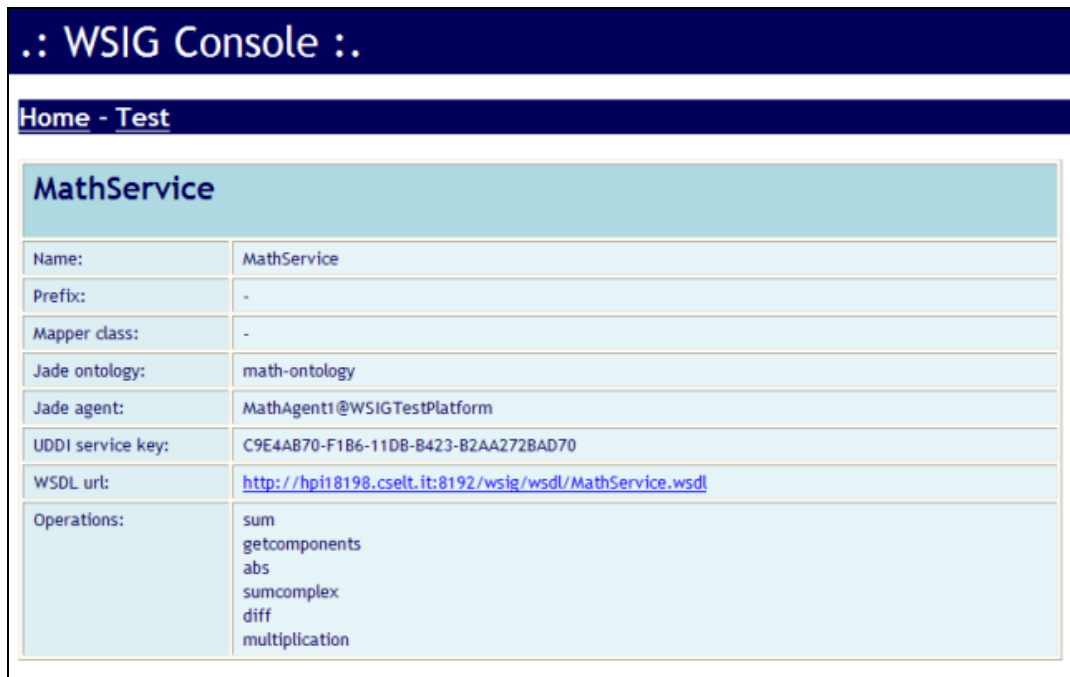 .: WSIG Console :.
Home - Test
MathService
Name: MathService
Prefix: -
Mapper class: -
Jade ontology: math-ontology
Jade agent: MathAgent1@WSIGTestPlatform
UDDI service key: C9E4AB70-F1B6-11DB-B423-B2AA272BAD70
WSDL url: http://hpi18198.cselt.it:8192/wsig/wsdl/MathService.wsdl
Operations: sum
getcomponents
abs
sumcomplex
diff
multiplication